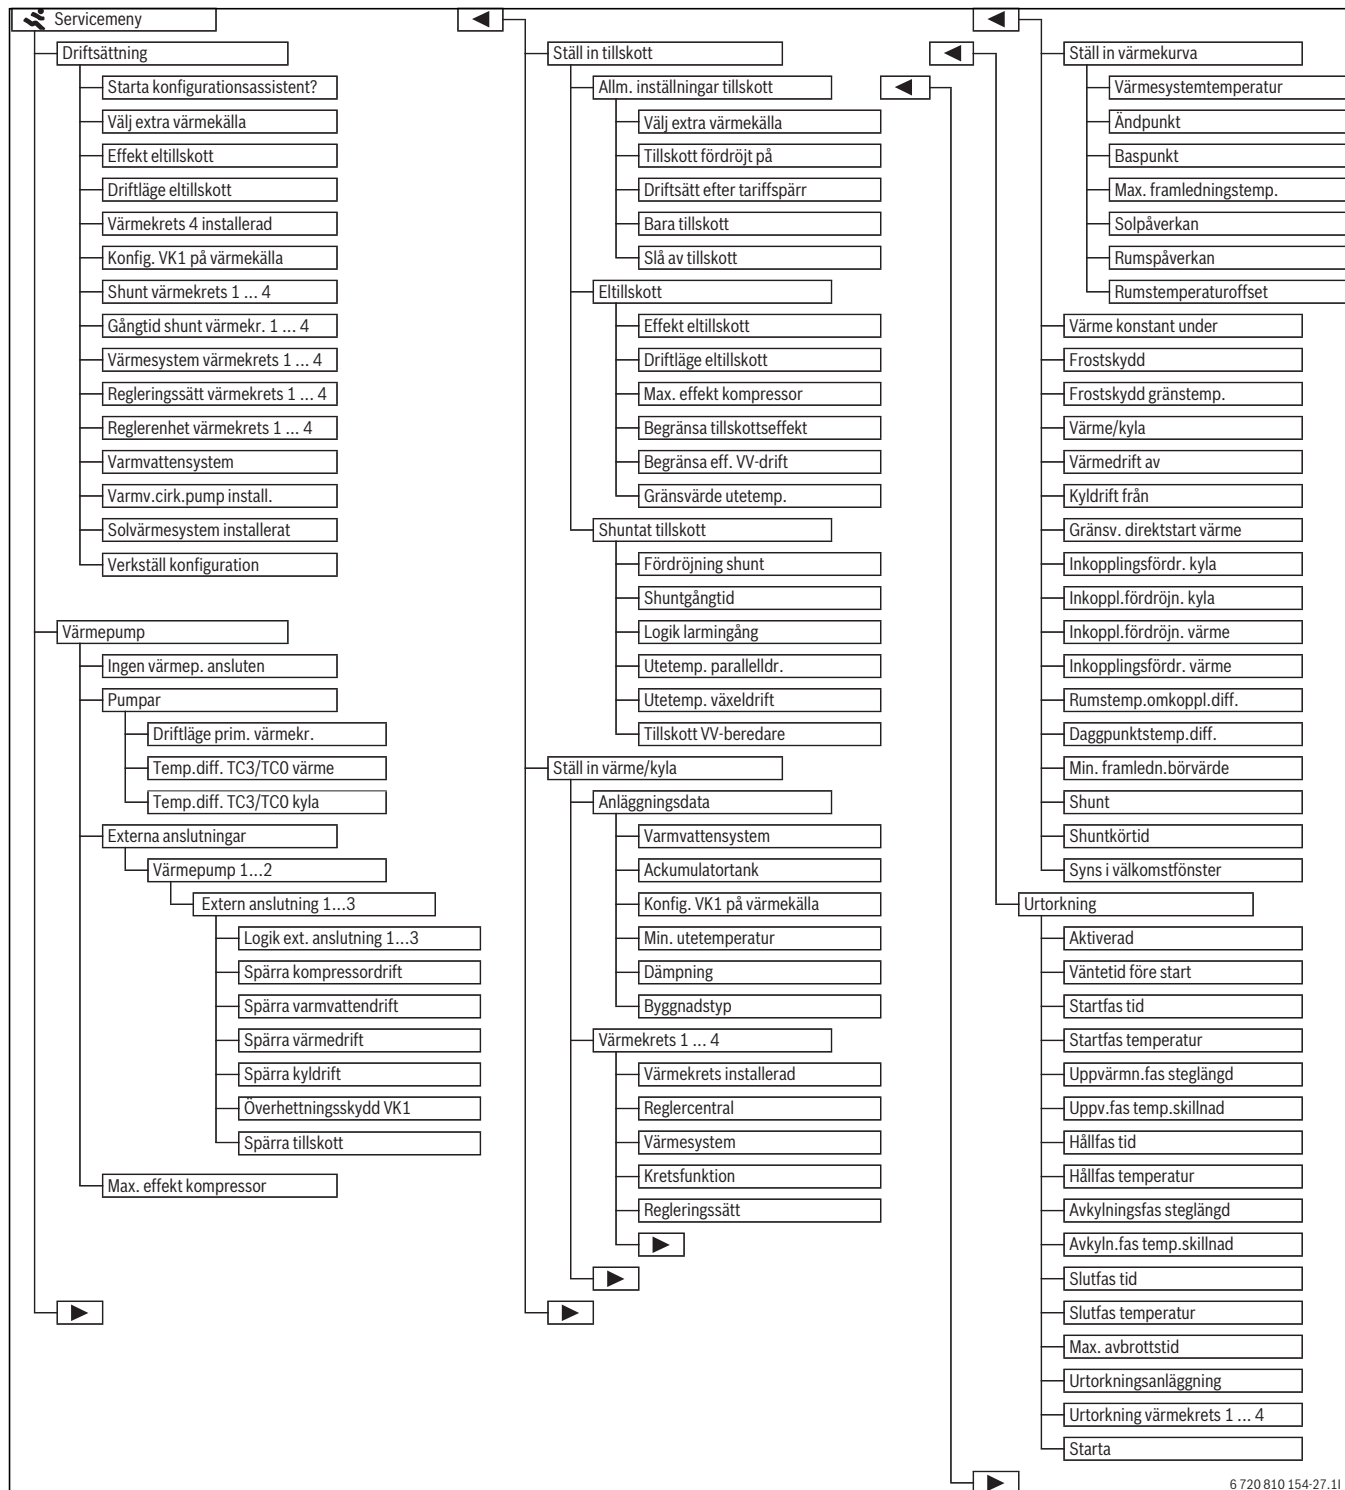 Servicemeny
Driftsättning
Starta konfigurationsassistent?
Välj extra värmekälla
Effekt eltillskott
Driftläge eltillskott
Värmekrets 4 installerad
Konfig. VK1 på värmekälla
Shunt värmekrets 1 ... 4
Gångtid shunt värmekr. 1 ... 4
Värmesystem värmekrets 1 ... 4
Regleringssätt värmekrets 1 ... 4
Reglerenhet värmekrets 1 ... 4
Varmvattensystem
Varmv.cirk.pump install.
Solvärmesystem installerat
Verkställ konfiguration
Värmepump
Ingen värmep. ansluten
Pumpar
Driftläge prim. värmekr.
Temp.diff. TC3/TC0 värme
Temp.diff. TC3/TC0 kyla
Externa anslutningar
Värmepump 1...2
Extern anslutning 1...3
Logik ext. anslutning 1...3
Spärra kompressordrift
Spärra varmvattendrift
Spärra värmedrift
Spärra kyldrift
Överhettningsskydd VK1
Spärra tillskott
Max. effekt kompressor
Ställ in tillskott
Allm. inställningar tillskott
Välj extra värmekälla
Tillskott fördröjt på
Driftsätt efter tariffspärr
Bara tillskott
Slå av tillskott
Eltillskott
Effekt eltillskott
Driftläge eltillskott
Max. effekt kompressor
Begränsa tillskottseffekt
Begränsa eff. VV-drift
Gränsvärde utetemp.
Shuntat tillskott
Fördröjning shunt
Shuntgångtid
Logik larmingång
Utetemp. parallelldr.
Utetemp. växeldrift
Tillskott VV-beredare
Ställ in värme/kyla
Anläggningsdata
Varmvattensystem
Ackumulatortank
Konfig. VK1 på värmekälla
Min. utetemperatur
Dämpning
Byggnadstyp
Värmekrets 1 ... 4
Värmekrets installerad
Reglercentral
Värmesystem
Kretsfunktion
Regleringssätt
Ställ in värmekurva
Värmesystemtemperatur
Ändpunkt
Baspunkt
Max. framledningstemp.
Solpåverkan
Rumspåverkan
Rumstemperaturoffset
Värme konstant under
Frostskydd
Frostskydd gränstemp.
Värme/kyla
Värmedrift av
Kyldrift från
Gränsv. direktstart värme
Inkopplingsfördr. kyla
Inkoppl.fördröjn. kyla
Inkoppl.fördröjn. värme
Inkopplingsfördr. värme
Rumstemp.omkoppl.diff.
Daggpunktstemp.diff.
Min. framledn.börvärde
Shunt
Shuntkörtid
Syns i välkomstfönster
Urtorkning
Aktiverad
Väntetid före start
Startfas tid
Startfas temperatur
Uppvärmn.fas steglängd
Uppv.fas temp.skillnad
Hållfas tid
Hållfas temperatur
Avkylningsfas steglängd
Avkyln.fas temp.skillnad
Slutfas tid
Slutfas temperatur
Max. avbrottstid
Urtorkningsanläggning
Urtorkning värmekrets 1 ... 4
Starta
6 720 810 154-27.1I